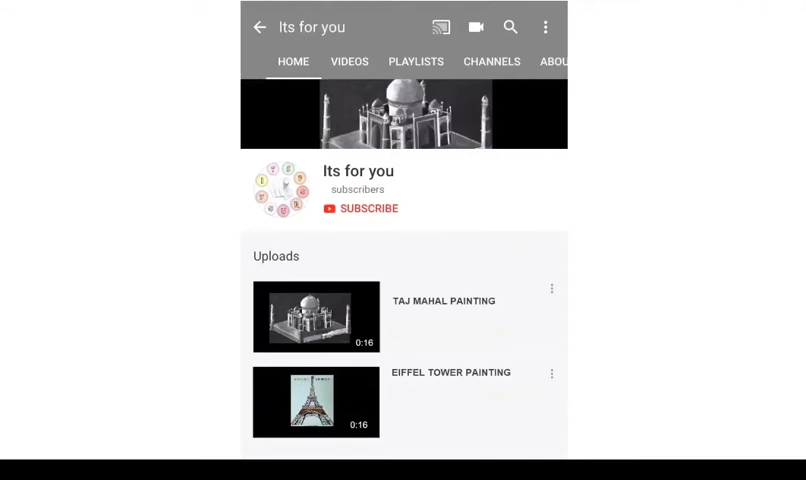 Its for you
HOME VIDEOS PLAYLISTS CHANNELS ABOU
Its for you
subscribers
SUBSCRIBE
Uploads
TAJ MAHAL PAINTING
0:16
EIFFEL TOWER PAINTING
0:16